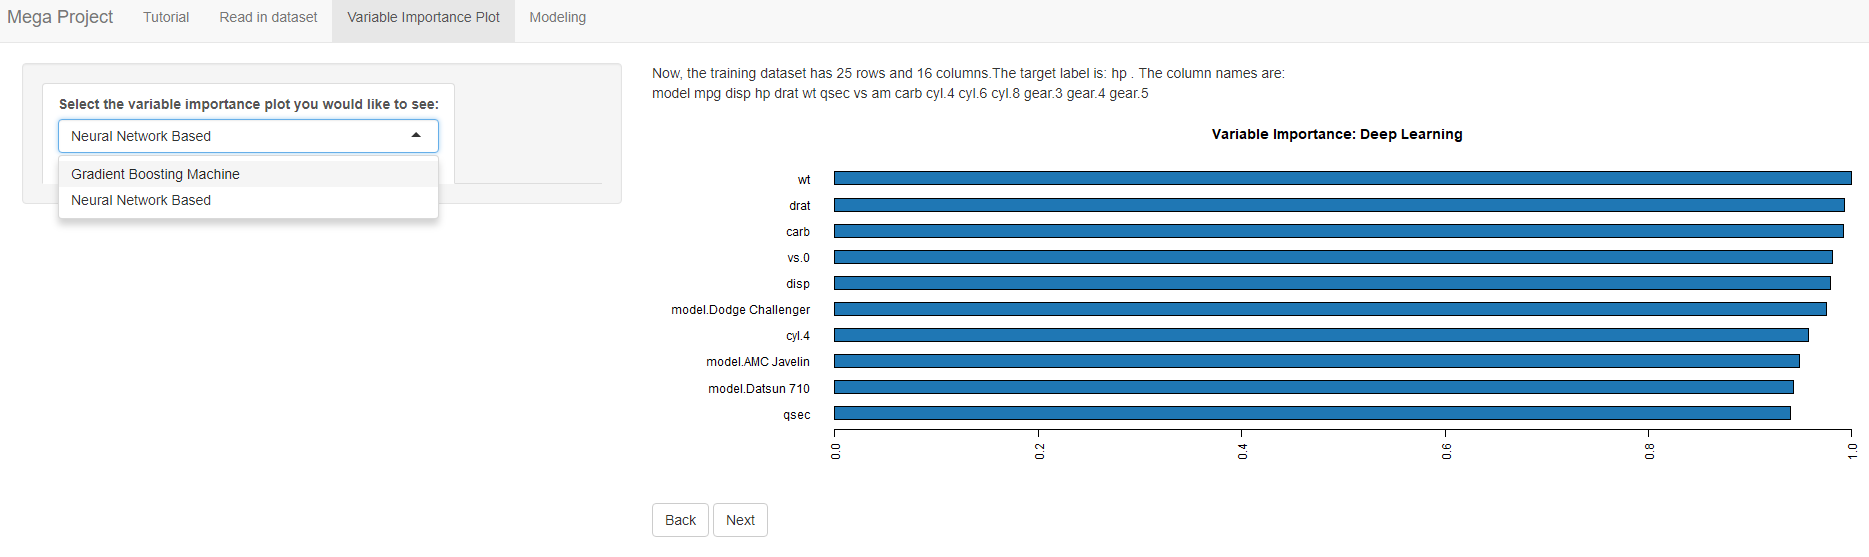 Mega Project Tutorial Read in dataset Variable Importance Plot Modeling
Select the variable importance plot you would like to see:
Neural Network Based
Gradient Boosting Machine
Neural Network Based
Now, the training dataset has 25 rows and 16 columns.The target label is: hp . The column names are:
model mpg disp hp drat wt qsec vs am carb cyl.4 cyl.6 cyl.8 gear.3 gear.4 gear.5
Variable Importance: Deep Learning
wt
drat
carb
vs.0
disp
model.Dodge Challenger
cyl.4
model.AMC Javelin
model.Datsun 710
qsec
0.0 0.2 0.4 0.6 0.8 1.0
Back Next